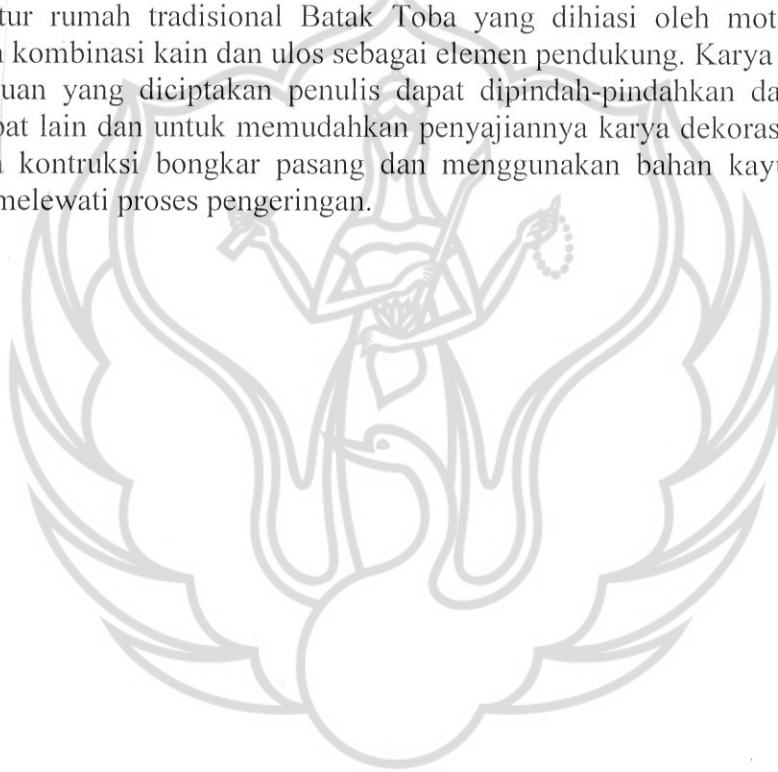 tur rumah tradisional Batak Toba yang dihiasi oleh mot
kombinasi kain dan ulos sebagai elemen pendukung. Karya
uan yang diciptakan penulis dapat dipindah-pindahkan da
pat lain dan untuk memudahkan penyajiannya karya dekoras
kontruksi bongkar pasang dan menggunakan bahan kayu
melewati proses pengeringan.